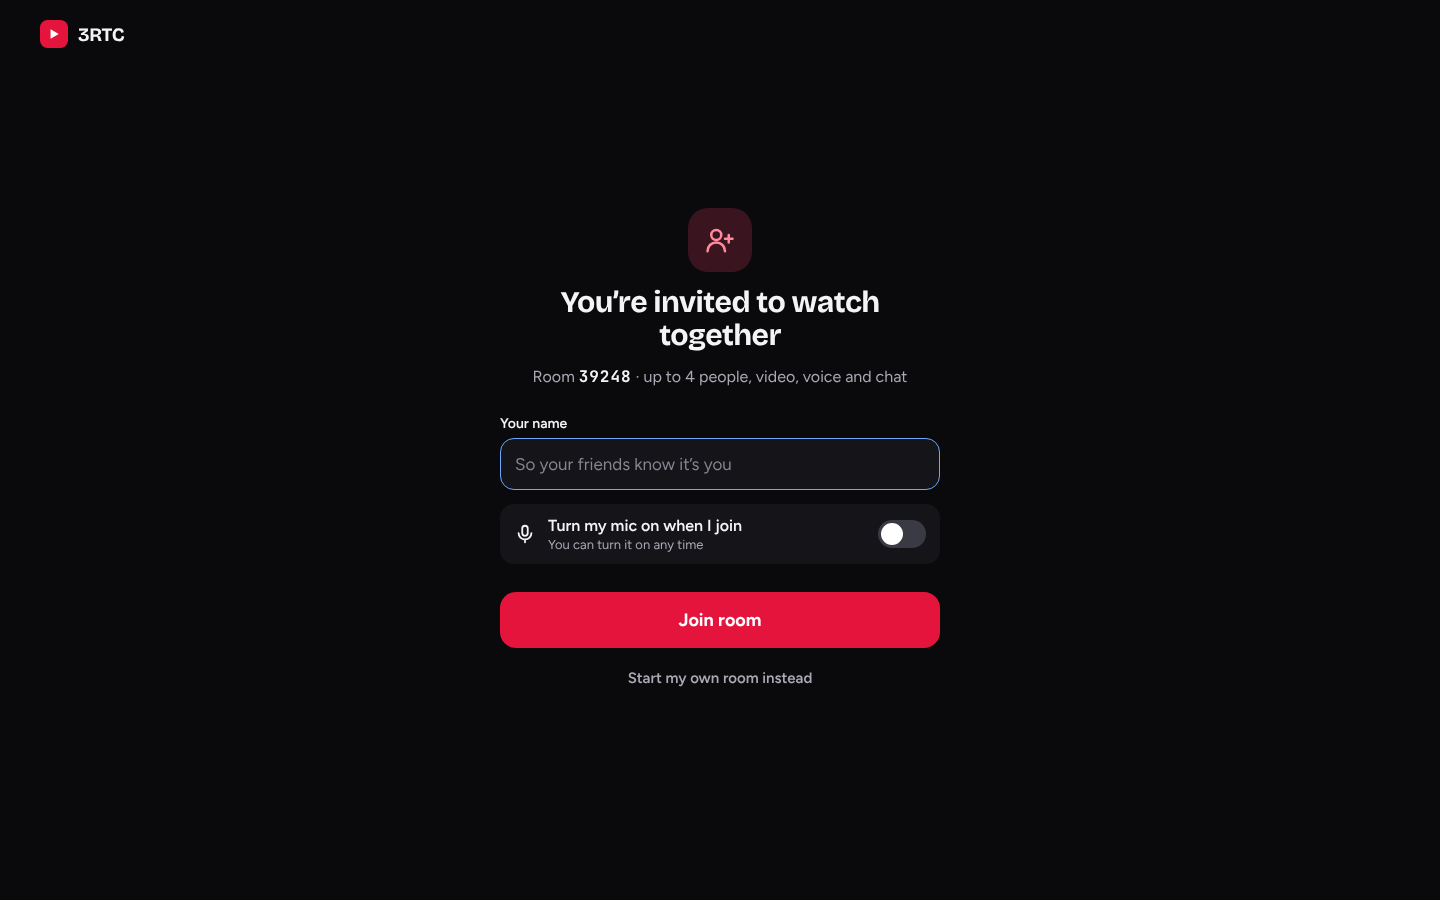 3RTC
You’re invited to watch
together
Room 39248 · up to 4 people, video, voice and chat
Your name
So your friends know it’s you
Turn my mic on when I join
You can turn it on any time
Join room
Start my own room instead